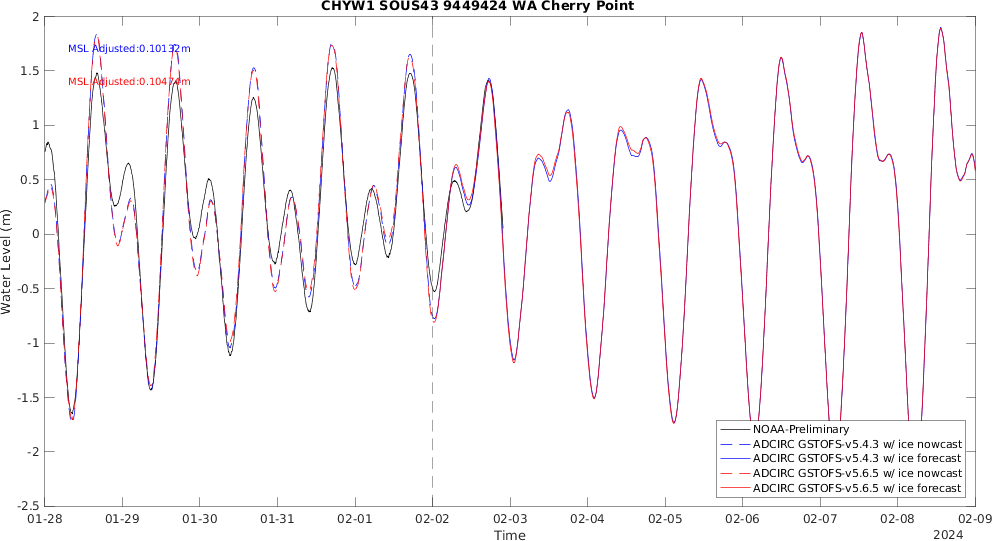 CHYW1 SOUS43 9449424 WA Cherry Point
MSL Adjusted:0.10132m
MSL Adjusted:0.10474m
Water Level (m)
2
1.5
1
0.5
0
-0.5
-1
-1.5
-2
-2.5
01-28 01-29 01-30 01-31 02-01 02-02 02-03 02-04 02-05 02-06 02-07 02-08 02-09
Time
2024
NOAA-Preliminary
ADCIRC GSTOFS-v5.4.3 w/ ice nowcast
ADCIRC GSTOFS-v5.4.3 w/ ice forecast
ADCIRC GSTOFS-v5.6.5 w/ ice nowcast
ADCIRC GSTOFS-v5.6.5 w/ ice forecast